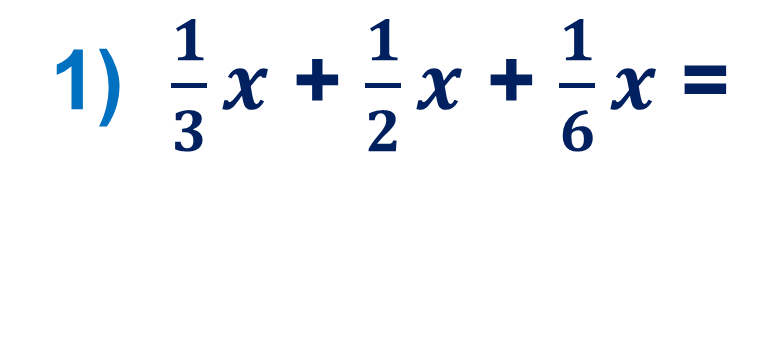 1) 1/3 x + 1/2 x + 1/6 x =